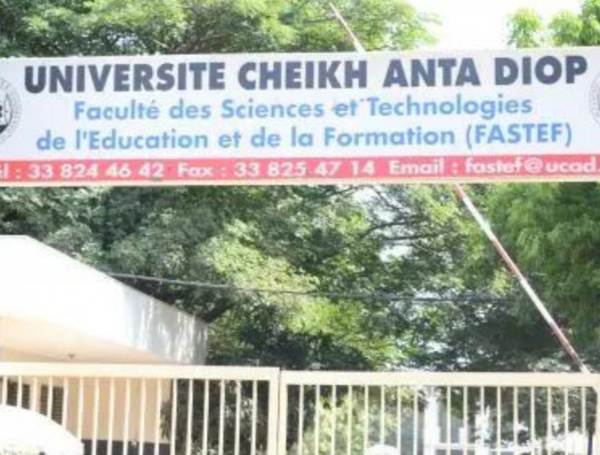 UNIVERSITE CHEIKH ANTA DIOP
Faculté des Sciences et Technologies
de l'Education et de la Formation (FASTEF)
él : 33 824 46 42 Fax : 33 825 47 14 Email : fastef@ucad.